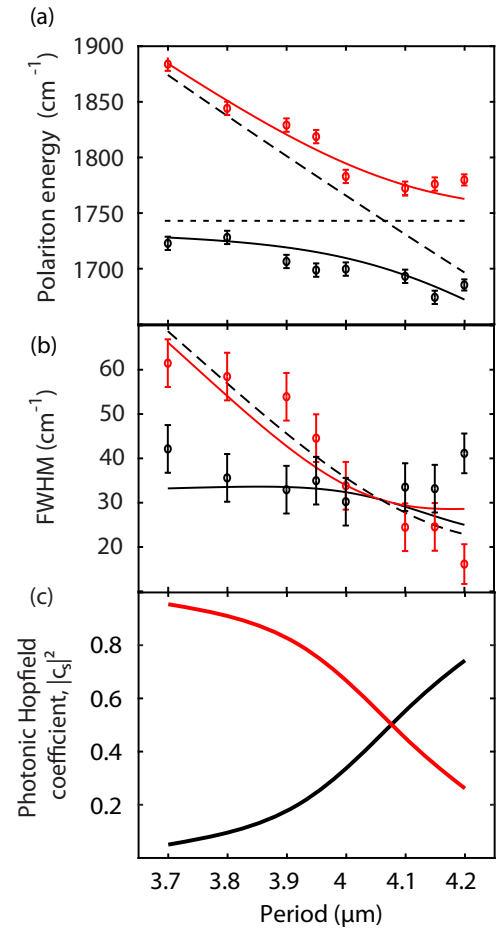 (a)
1900
1850
1800
1750
1700
Polariton energy
(cm⁻¹)
(b)
60
50
40
30
20
FWHM (cm⁻¹)
(c)
0.8
0.6
0.4
0.2
Photonic Hopfield
coefficient, |cₛ|²
3.7 3.8 3.9 4 4.1 4.2
Period (μm)